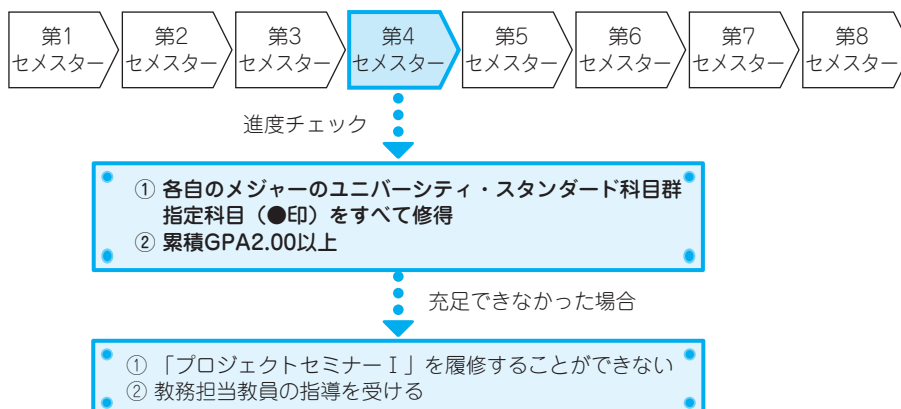 第1
セメスター
第2
セメスター
第3
セメスター
第4
セメスター
第5
セメスター
第6
セメスター
第7
セメスター
第8
セメスター
進度チェック
① 各自のメジャーのユニバーシティ・スタンダード科目群
指定科目（●印）をすべて修得
② 累積GPA2.00以上
充足できなかった場合
① 「プロジェクトセミナーⅠ」を履修することができない
② 教務担当教員の指導を受ける